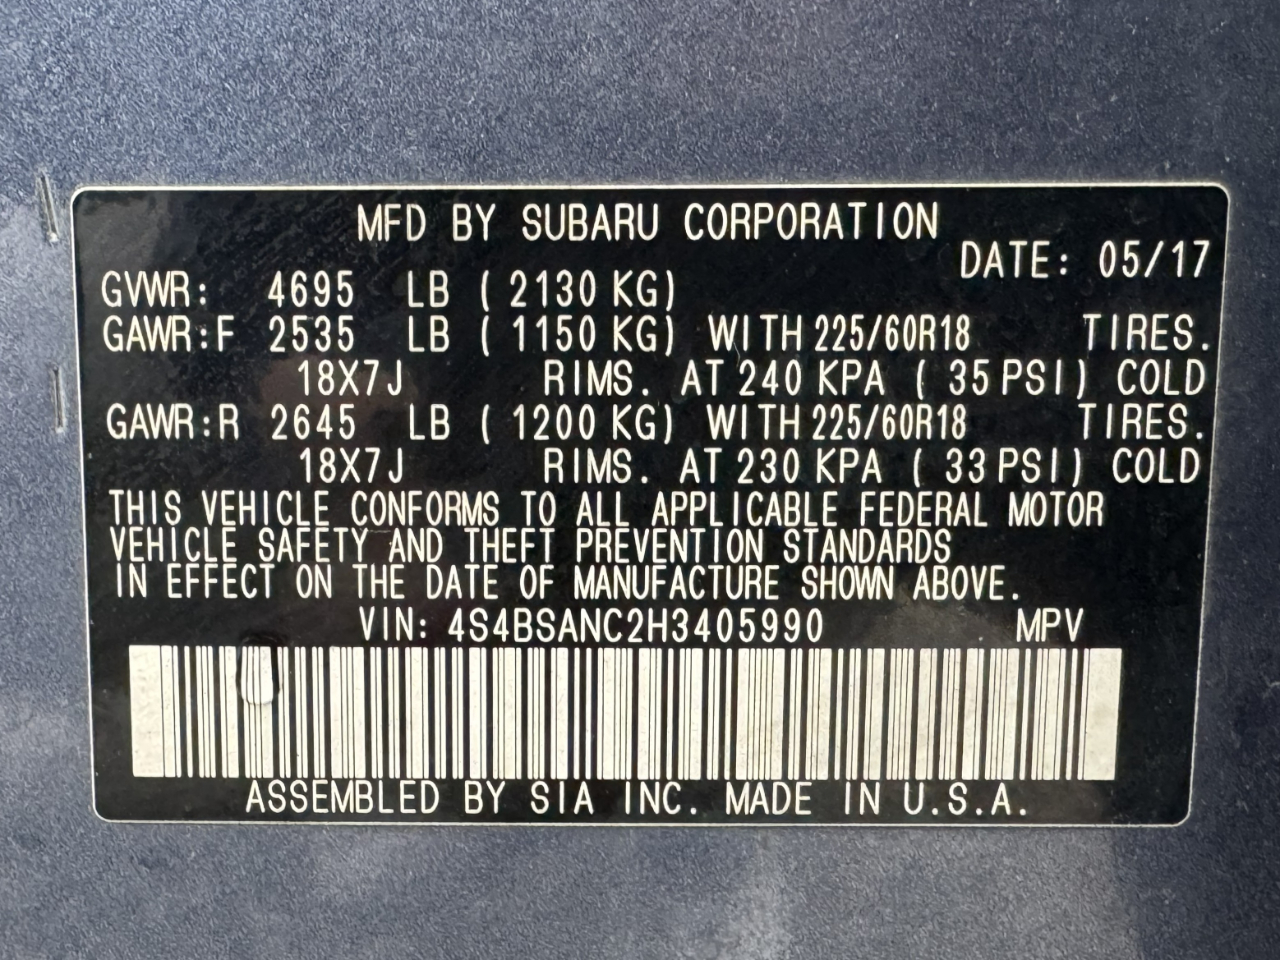 MFD BY SUBARU CORPORATION
DATE: 05/17
GVWR: 4695 LB ( 2130 KG)
GAWR:F 2535 LB ( 1150 KG) WITH 225/60R18 TIRES.
18X7J RIMS. AT 240 KPA ( 35 PSI) COLD
GAWR:R 2645 LB ( 1200 KG) WITH 225/60R18 TIRES.
18X7J RIMS. AT 230 KPA ( 33 PSI) COLD
THIS VEHICLE CONFORMS TO ALL APPLICABLE FEDERAL MOTOR
VEHICLE SAFETY AND THEFT PREVENTION STANDARDS
IN EFFECT ON THE DATE OF MANUFACTURE SHOWN ABOVE.
VIN: 4S4BSANC2H3405990 MPV
ASSEMBLED BY SIA INC. MADE IN U.S.A.